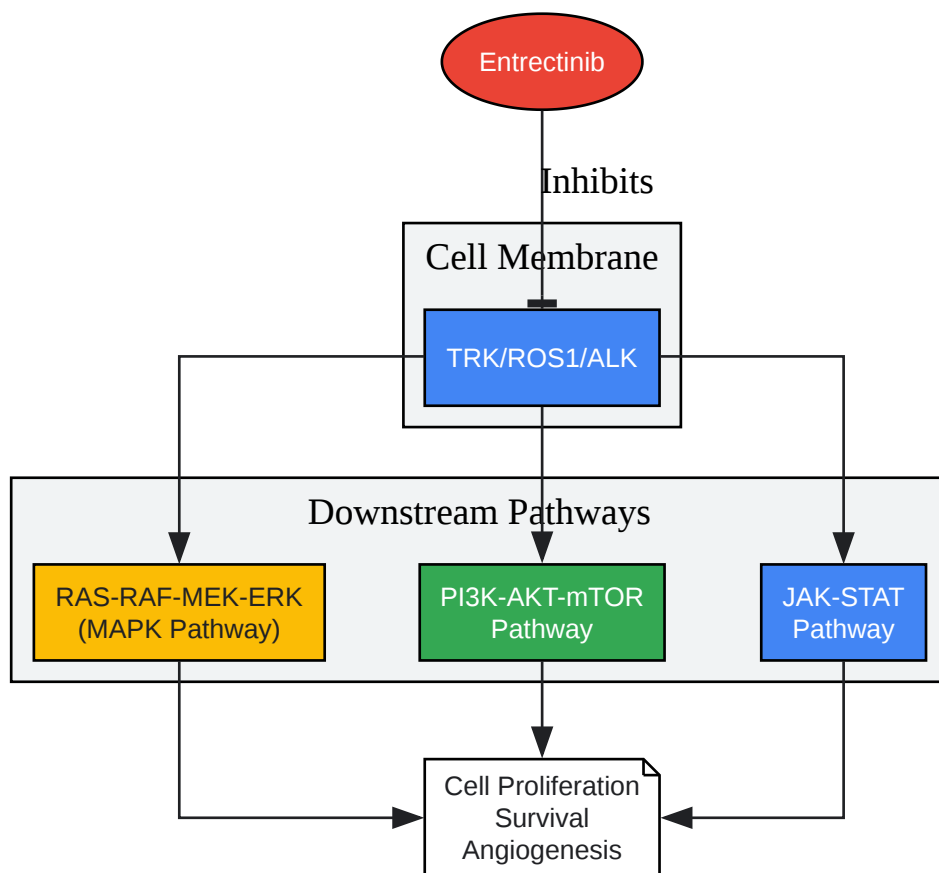 Entrectinib
Inhibits
Cell Membrane
TRK/ROS1/ALK
Downstream Pathways
RAS-RAF-MEK-ERK
(MAPK Pathway)
PI3K-AKT-mTOR
Pathway
JAK-STAT
Pathway
Cell Proliferation
Survival
Angiogenesis